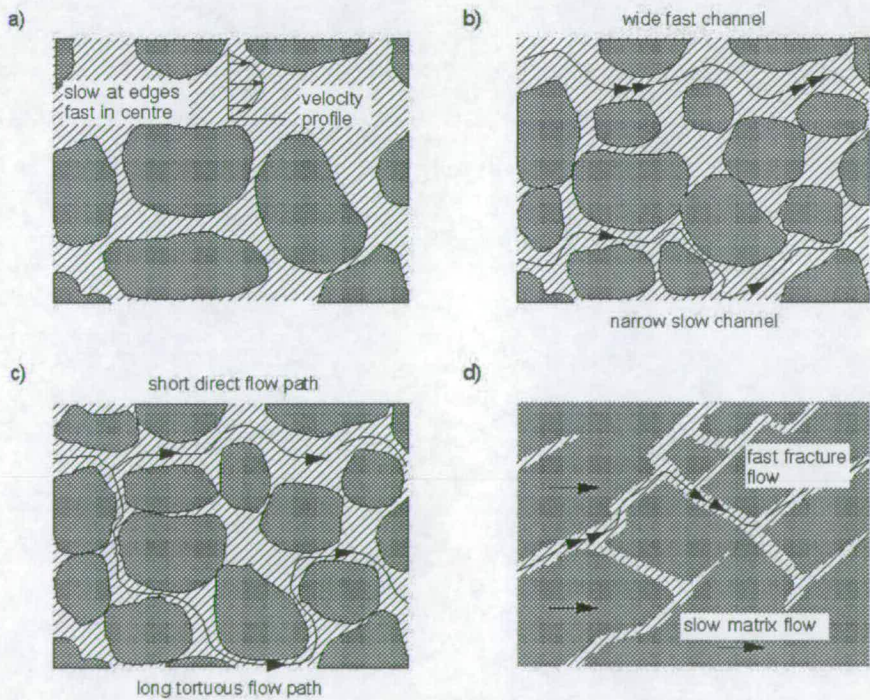 a)
slow at edges
fast in centre
velocity
profile
b)
wide fast channel
narrow slow channel
c)
short direct flow path
long tortuous flow path
d)
fast fracture
flow
slow matrix flow